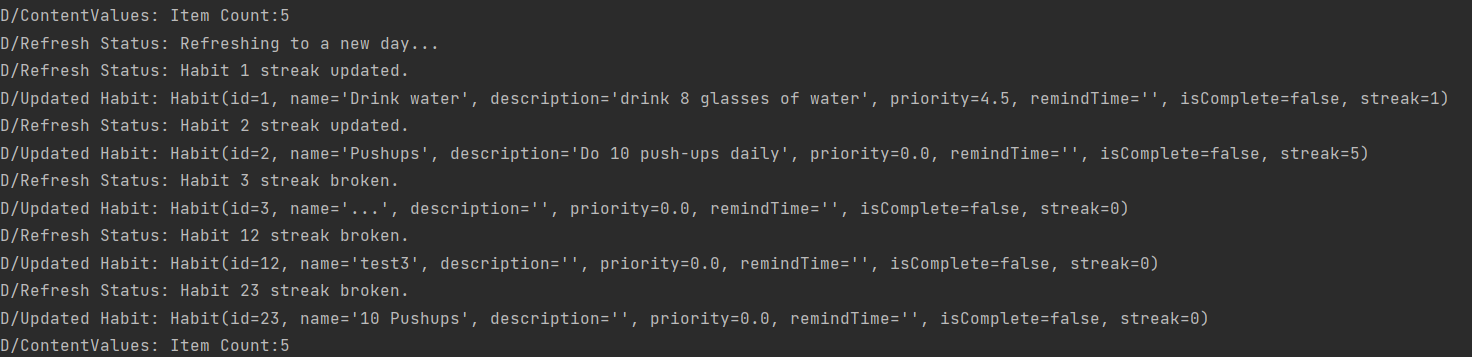 D/ContentValues: Item Count:5
D/Refresh Status: Refreshing to a new day...
D/Refresh Status: Habit 1 streak updated.
D/Updated Habit: Habit(id=1, name='Drink water', description='drink 8 glasses of water', priority=4.5, remindTime='', isComplete=false, streak=1)
D/Refresh Status: Habit 2 streak updated.
D/Updated Habit: Habit(id=2, name='Pushups', description='Do 10 push-ups daily', priority=0.0, remindTime='', isComplete=false, streak=5)
D/Refresh Status: Habit 3 streak broken.
D/Updated Habit: Habit(id=3, name='...', description='', priority=0.0, remindTime='', isComplete=false, streak=0)
D/Refresh Status: Habit 12 streak broken.
D/Updated Habit: Habit(id=12, name='test3', description='', priority=0.0, remindTime='', isComplete=false, streak=0)
D/Refresh Status: Habit 23 streak broken.
D/Updated Habit: Habit(id=23, name='10 Pushups', description='', priority=0.0, remindTime='', isComplete=false, streak=0)
D/ContentValues: Item Count:5